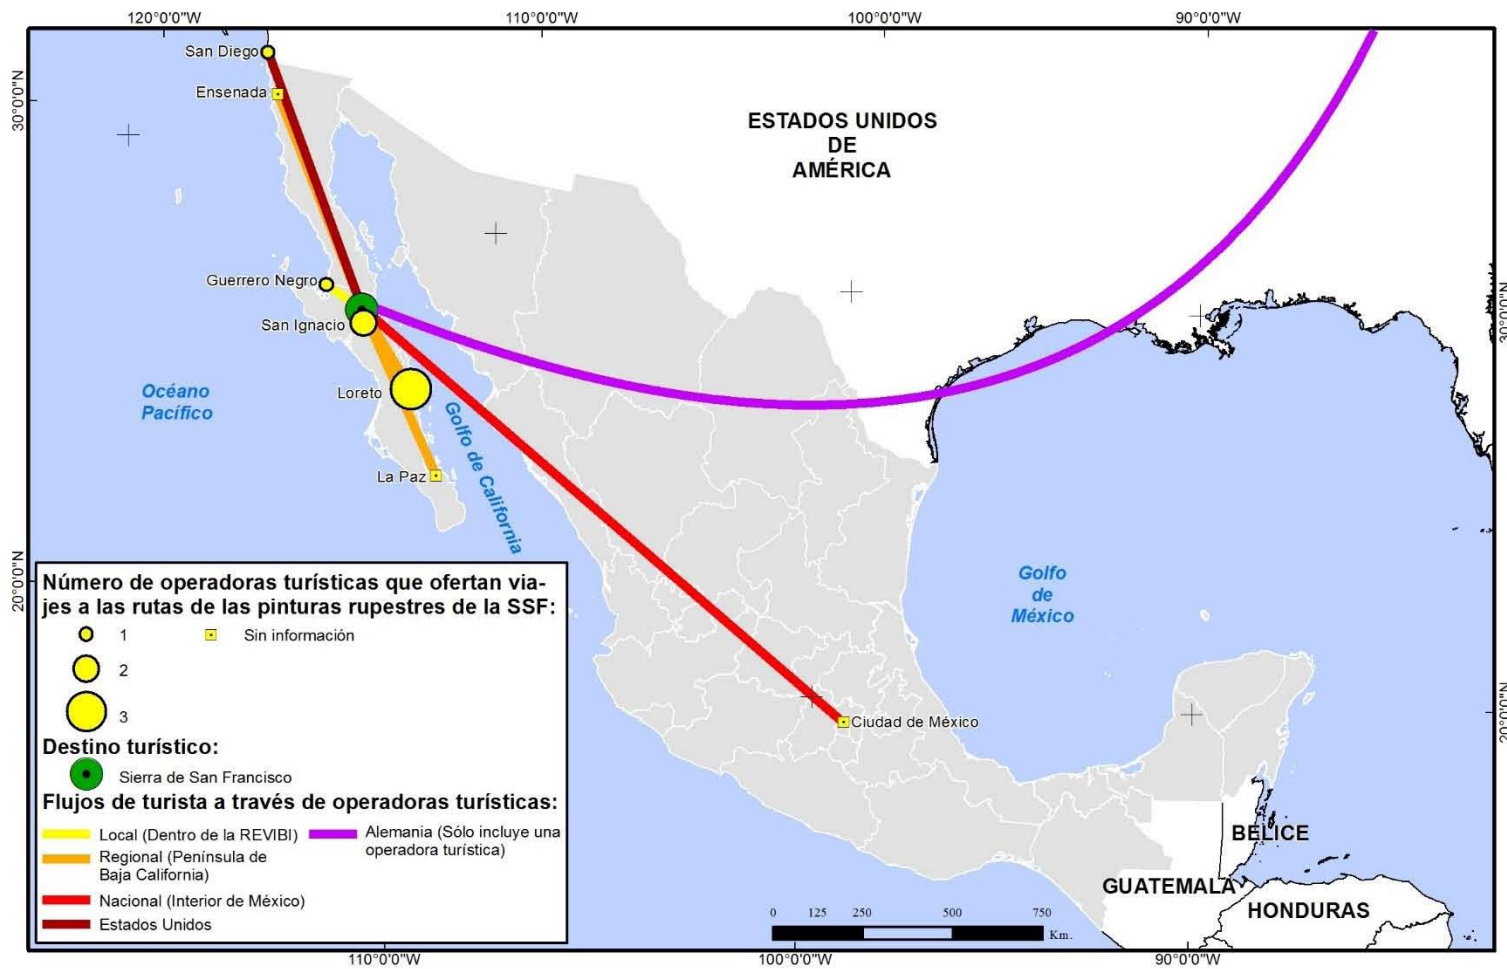 120°0'0"W
110°0'0"W
100°0'0"W
90°0'0"W
San Diego
Ensenada
30°0'0"N
ESTADOS UNIDOS
DE
AMÉRICA
Guerrero Negro
San Ignacio
30°0'0"N
Océano
Pacífico
Loreto
Golfo de California
La Paz
20°0'0"N
Golfo
de
México
Ciudad de México
20°0'0"N
Número de operadoras turísticas que ofertan via-
jes a las rutas de las pinturas rupestres de la SSF:
1
Sin información
2
3
Destino turístico:
Sierra de San Francisco
Flujos de turista a través de operadoras turísticas:
Local (Dentro de la REVIBI)
Alemania (Sólo incluye una
operadora turística)
Regional (Península de
Baja California)
Nacional (Interior de México)
Estados Unidos
BELICE
GUATEMALA
HONDURAS
0 125 250 500 750
Km.
110°0'0"W
100°0'0"W
90°0'0"W